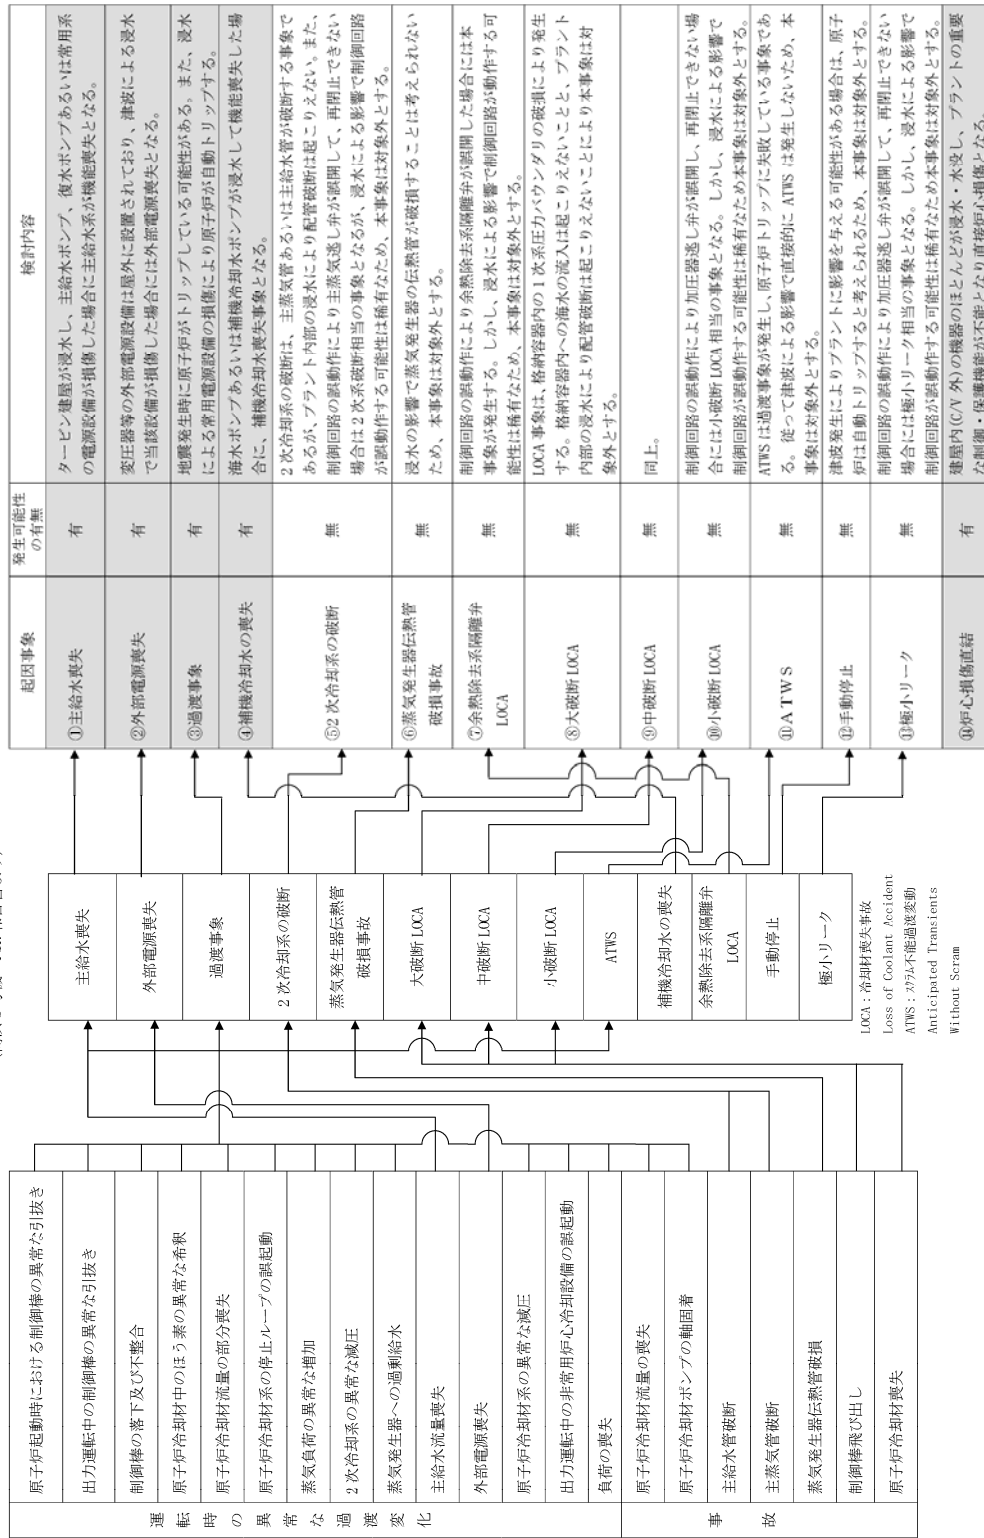 運転時の異常な過渡変化
原子炉起動時における制御棒の異常な引抜き
出力運転中の制御棒の異常な引抜き
制御棒の落下及び不整合
原子炉冷却材中のほう素の異常な希釈
原子炉冷却材流量の部分喪失
原子炉冷却材系の停止ループの誤起動
蒸気負荷の異常な増加
2次冷却系の異常な減圧
蒸気発生器への過剰給水
主給水流量喪失
外部電源喪失
原子炉冷却材系の異常な減圧
出力運転中の非常用炉心冷却設備の誤起動
負荷の喪失
事故
原子炉冷却材流量の喪失
原子炉冷却材ポンプの軸固着
主給水管破断
主蒸気管破断
蒸気発生器伝熱管破損
制御棒飛び出し
原子炉冷却材喪失
主給水喪失
外部電源喪失
過渡事象
2次冷却系の破断
蒸気発生器伝熱管
破損事故
大破断LOCA
中破断LOCA
小破断LOCA
ATWS
補機冷却水の喪失
余熱除去系隔離弁
LOCA
手動停止
極小リーク
LOCA：冷却材喪失事故
Loss of Coolant Accident
ATWS：スクラム不能過渡変動
Anticipated Transients
Without Scram
起因事象
発生可能性
の有無
検討内容
①主給水喪失
有
タービン建屋が浸水し、主給水ポンプ、復水ポンプあるいは常用系
の電源設備が損傷した場合に主給水系が機能喪失となる。
②外部電源喪失
有
変圧器等の外部電源設備は屋外に設置されており、津波による浸水
で当該設備が損傷した場合には外部電源喪失となる。
③過渡事象
有
地震発生時に原子炉がトリップしている可能性がある。また、浸水
による常用電源設備の損傷により原子炉が自動トリップする。
④補機冷却水の喪失
有
海水ポンプあるいは補機冷却水ポンプが浸水して機能喪失した場
合に、補機冷却水喪失事象となる。
⑤2次冷却系の破断
無
2次冷却系の破断は、主蒸気管あるいは主給水管が破断する事象で
あるが、プラント内部の浸水により配管破断は起こりえない。また、
制御回路の誤動作により主蒸気逃し弁が誤開して、再閉止できない
場合は2次系破断相当の事象となるが、浸水による影響で制御回路
が誤動作する可能性は稀有なため、本事象は対象外とする。
⑥蒸気発生器伝熱管
破損事故
無
浸水の影響で蒸気発生器の伝熱管が破損することは考えられない
ため、本事象は対象外とする。
⑦余熱除去系隔離弁
LOCA
無
制御回路の誤動作により余熱除去系隔離弁が誤開した場合には本
事象が発生する。しかし、浸水による影響で制御回路が動作する可
能性は稀有なため、本事象は対象外とする。
⑧大破断LOCA
無
LOCA事象は、格納容器内の1次系圧力バウンダリの破損により発生
する。格納容器内への海水の流入は起こりえないことと、プラント
内部の浸水により配管破断は起こりえないことにより本事象は対
象外とする。
⑨中破断LOCA
無
同上。
⑩小破断LOCA
無
制御回路の誤動作により加圧器逃し弁が誤開し、再閉止できない場
合には小破断LOCA相当の事象となる。しかし、浸水による影響で
制御回路が誤動作する可能性は稀有なため本事象は対象外とする。
⑪ATWS
無
ATWSは過渡事象が発生し、原子炉トリップに失敗している事象であ
る。従って津波による影響で直接的にATWSは発生しないため、本
事象は対象外とする。
⑫手動停止
無
津波発生によりプラントに影響を与える可能性がある場合は、原子
炉は自動トリップすると考えられるため、本事象は対象外とする。
⑬極小リーク
無
制御回路の誤動作により加圧器逃し弁が誤開して、再閉止できない
場合には極小リーク相当の事象となる。しかし、浸水による影響で
制御回路が誤動作する可能性は稀有なため本事象は対象外とする。
⑭炉心損傷直結
有
建屋内(C/V外)の機器のほとんどが浸水・水没し、プラントの重要
な制御・保護機能が不能となり直接炉心損傷となる。